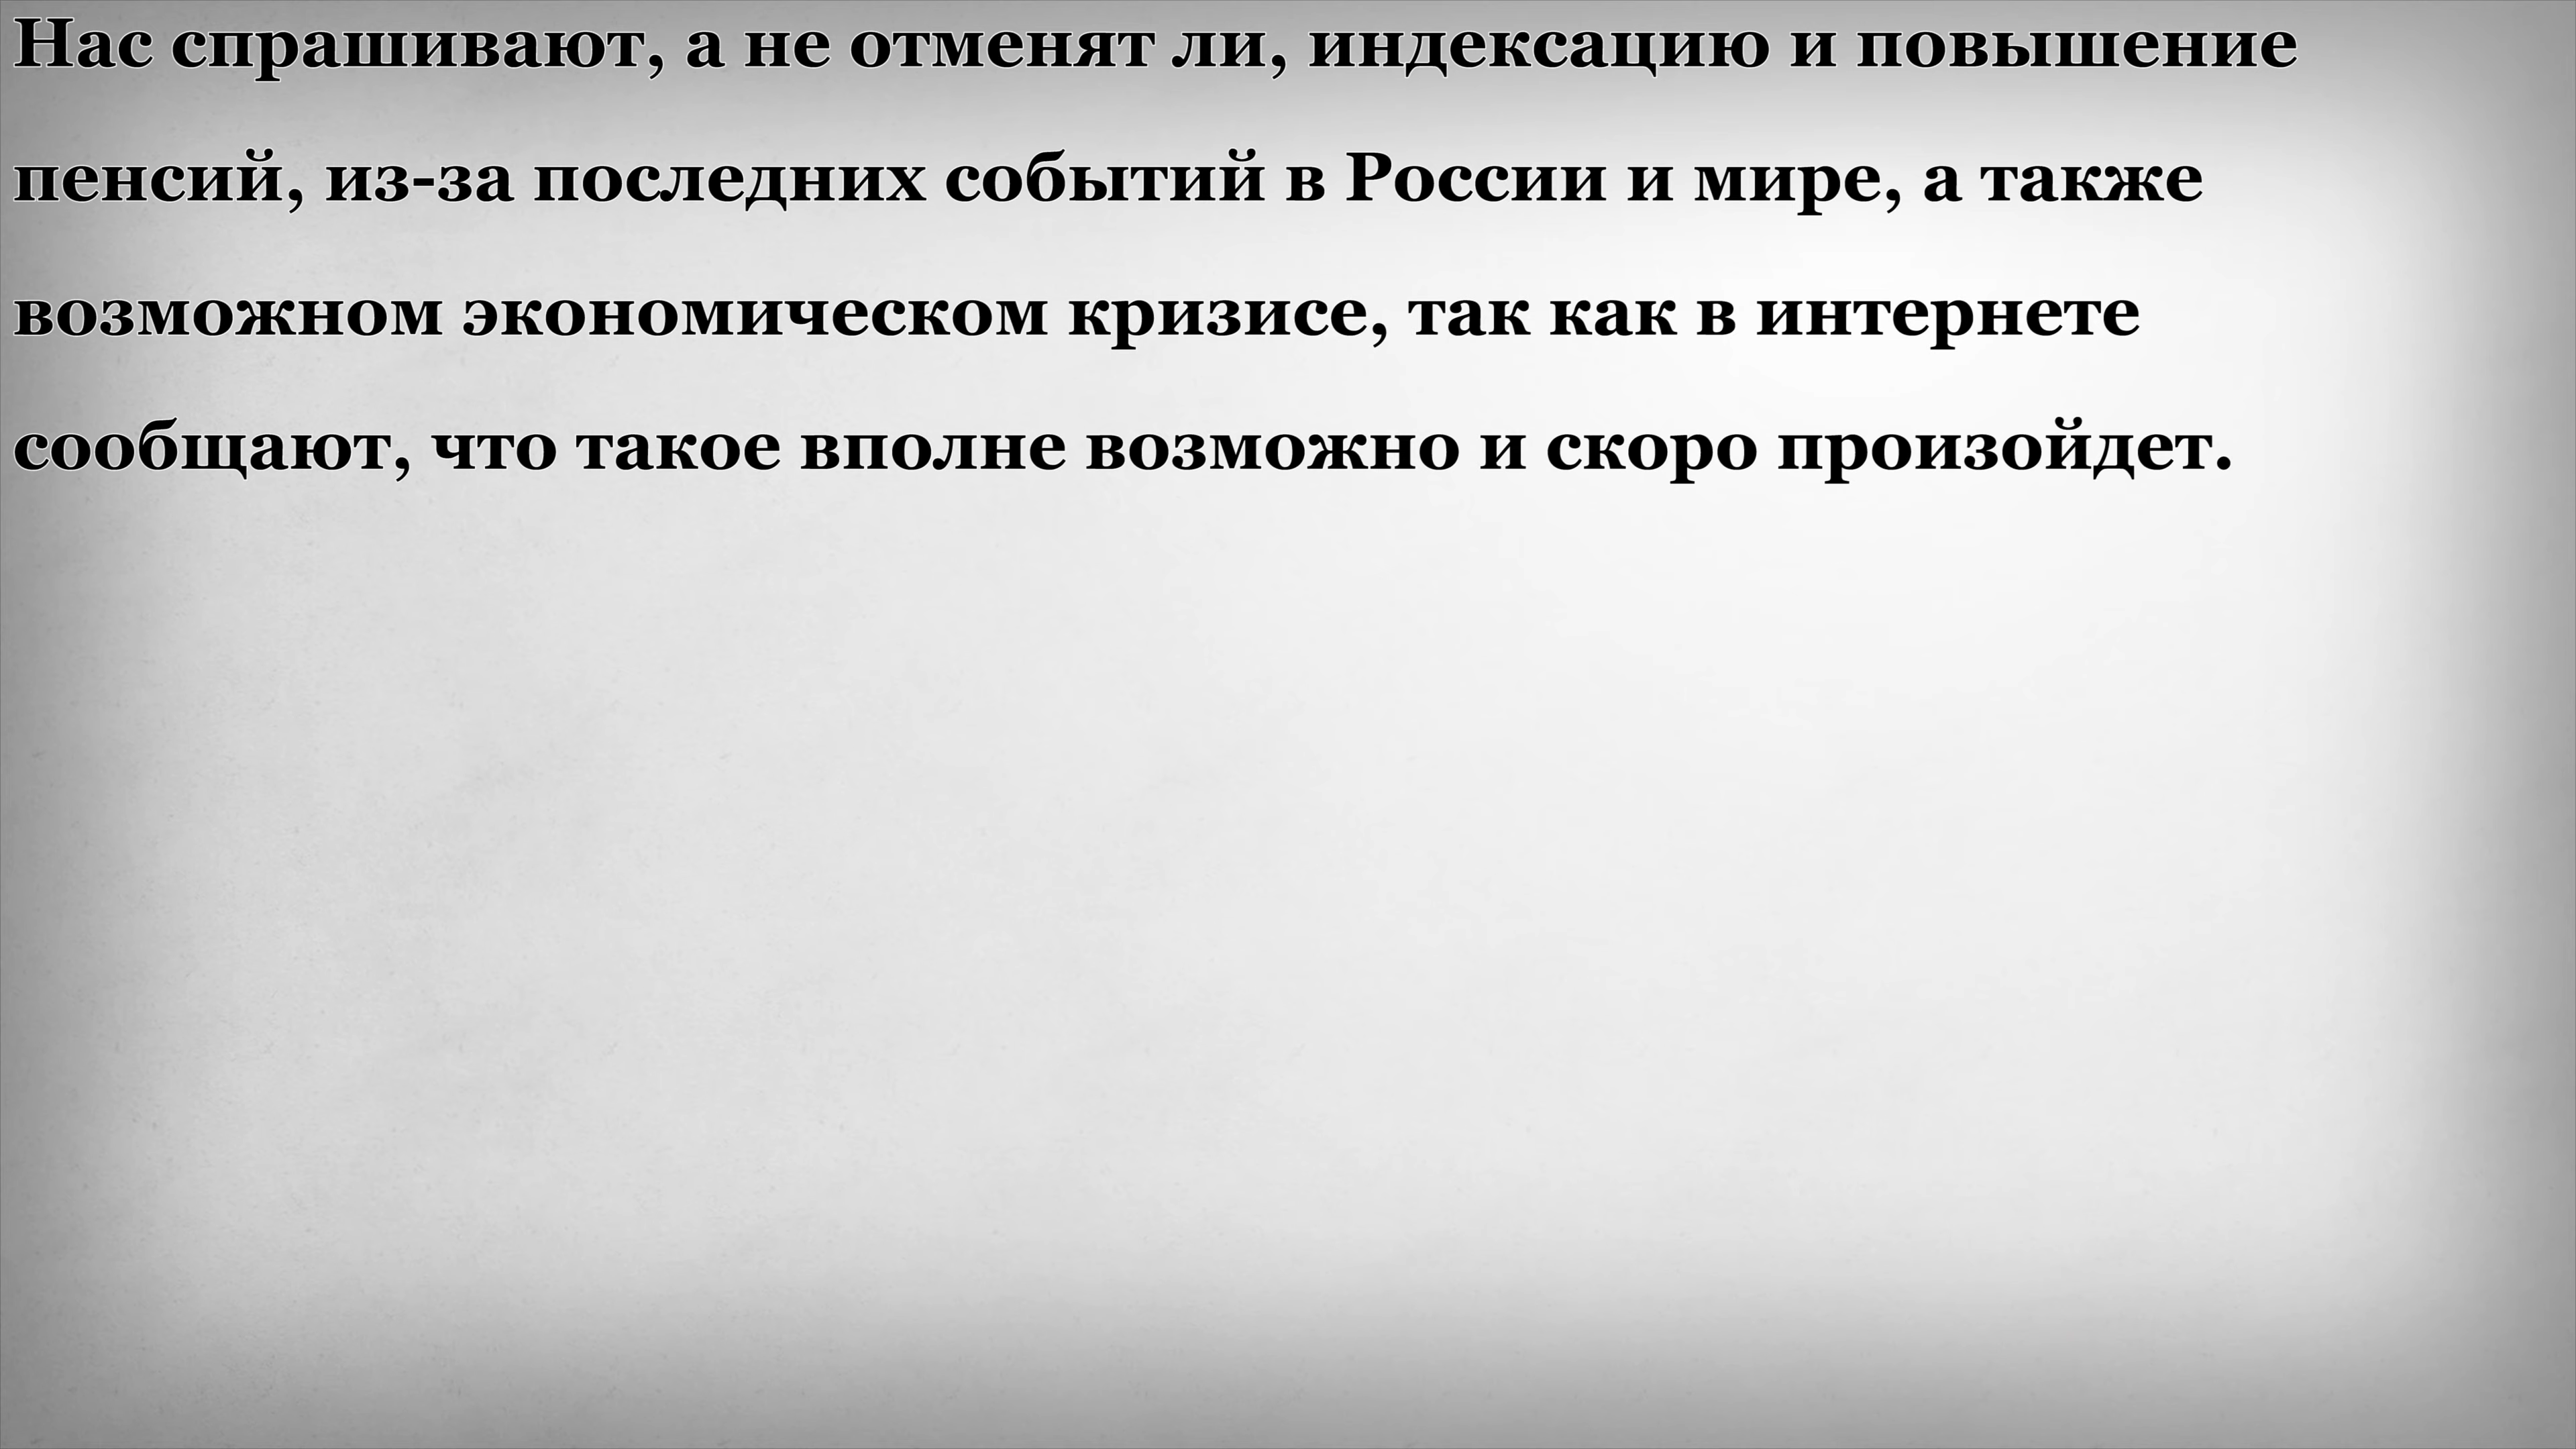 Нас спрашивают, а не отменят ли, индексацию и повышение
пенсий, из-за последних событий в России и мире, а также
возможном экономическом кризисе, так как в интернете
сообщают, что такое вполне возможно и скоро произойдет.